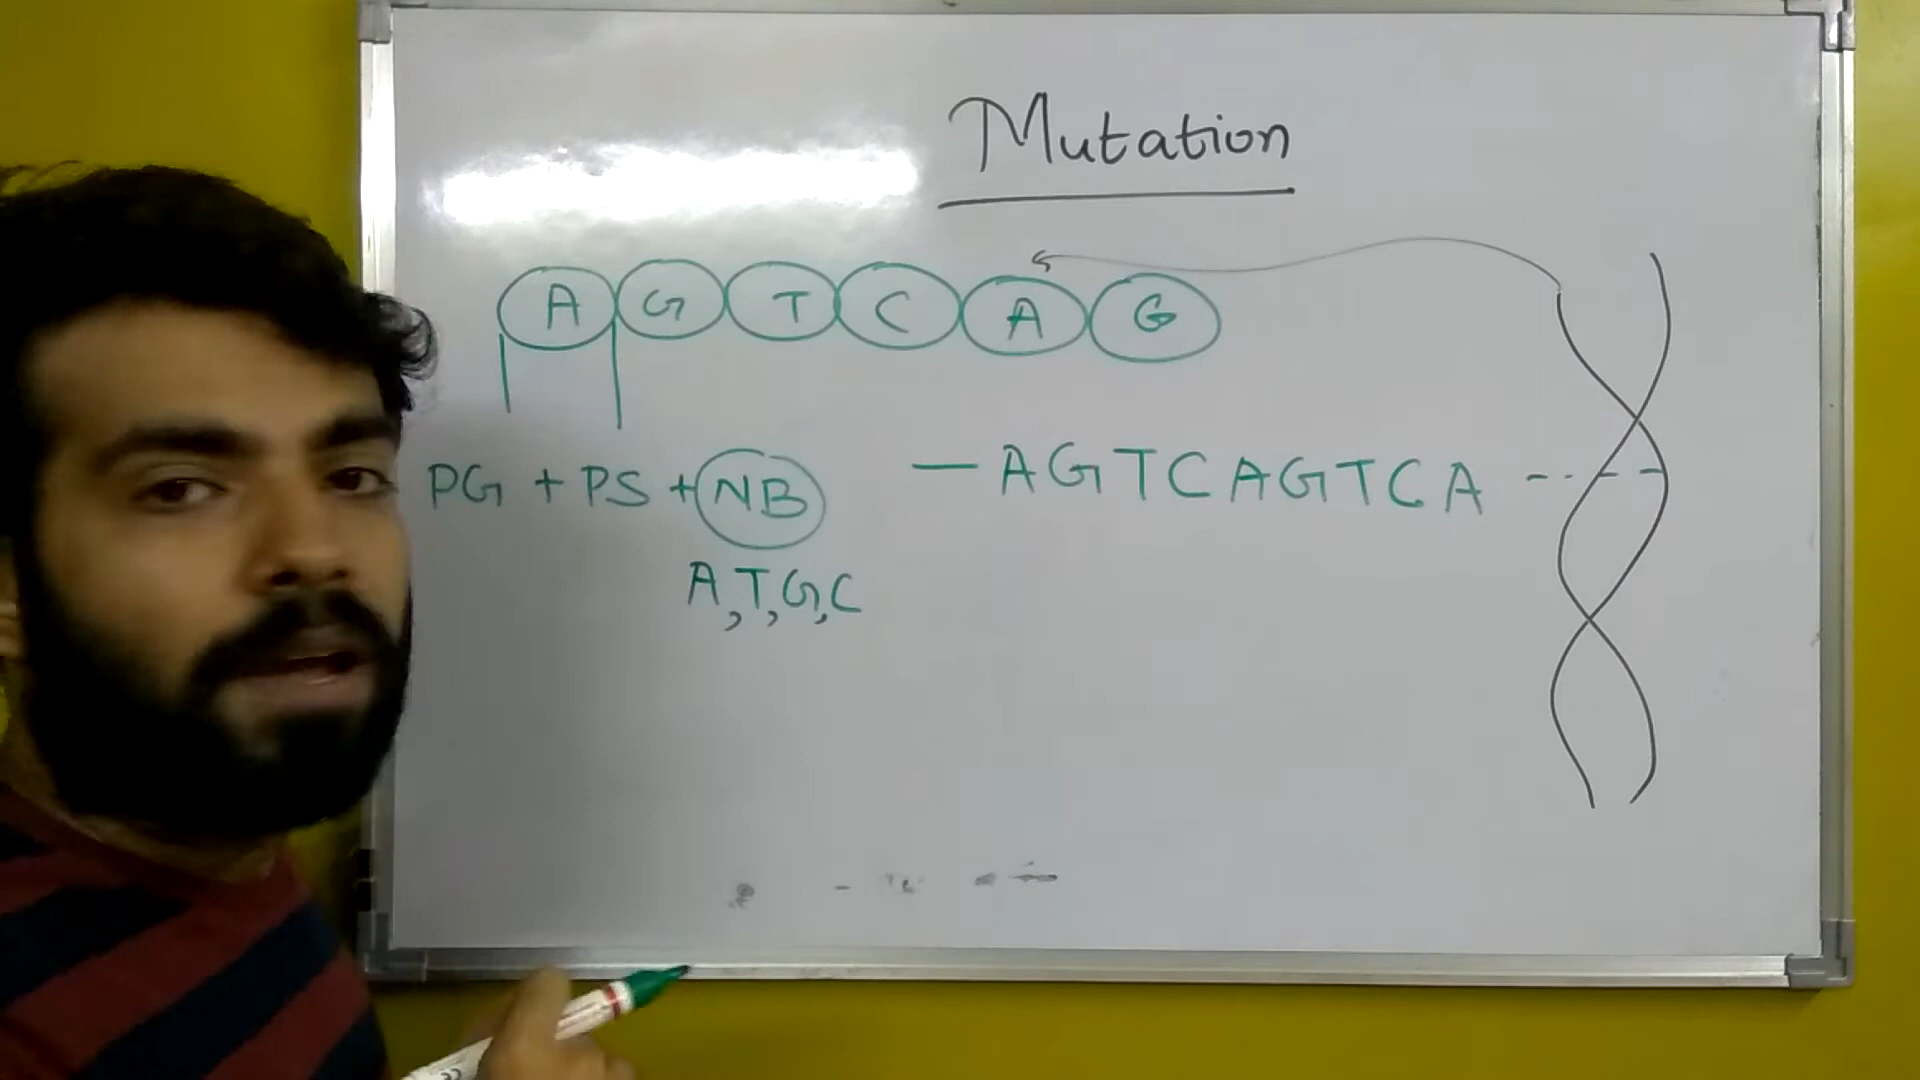 Mutation
A G T C A G
PG + PS + NB
— AGTCAGTCA ---
A, T, G, C